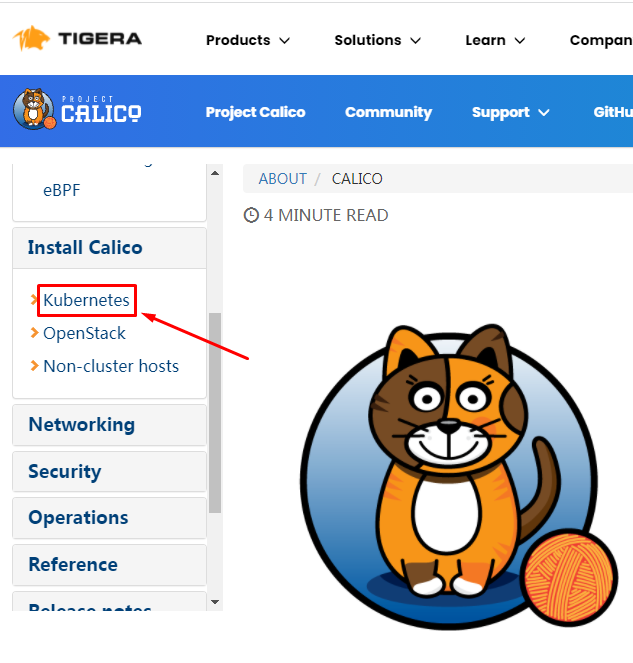 TIGERA
Products
Solutions
Learn
Compan
PROJECT
CALICO
Project Calico
Community
Support
GitHu
eBPF
Install Calico
Kubernetes
OpenStack
Non-cluster hosts
Networking
Security
Operations
Reference
Release notes
ABOUT / CALICO
4 MINUTE READ